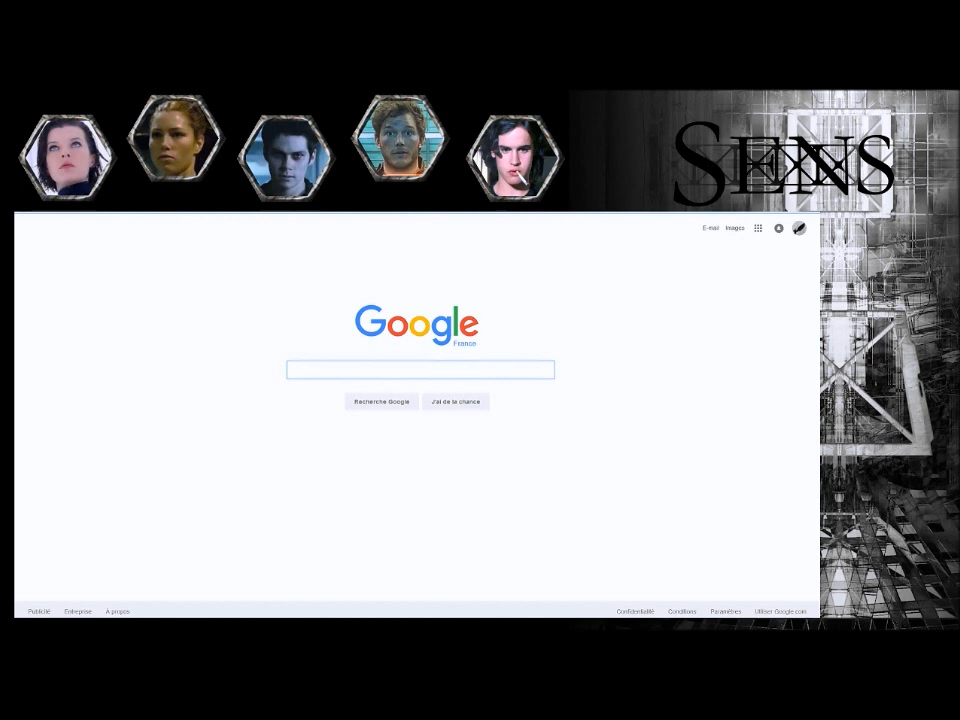 SENS
E-mail Images
Google
France
Recherche Google J'ai de la chance
Publicité Entreprise À propos Confidentialité Conditions Paramètres Utiliser Google.com